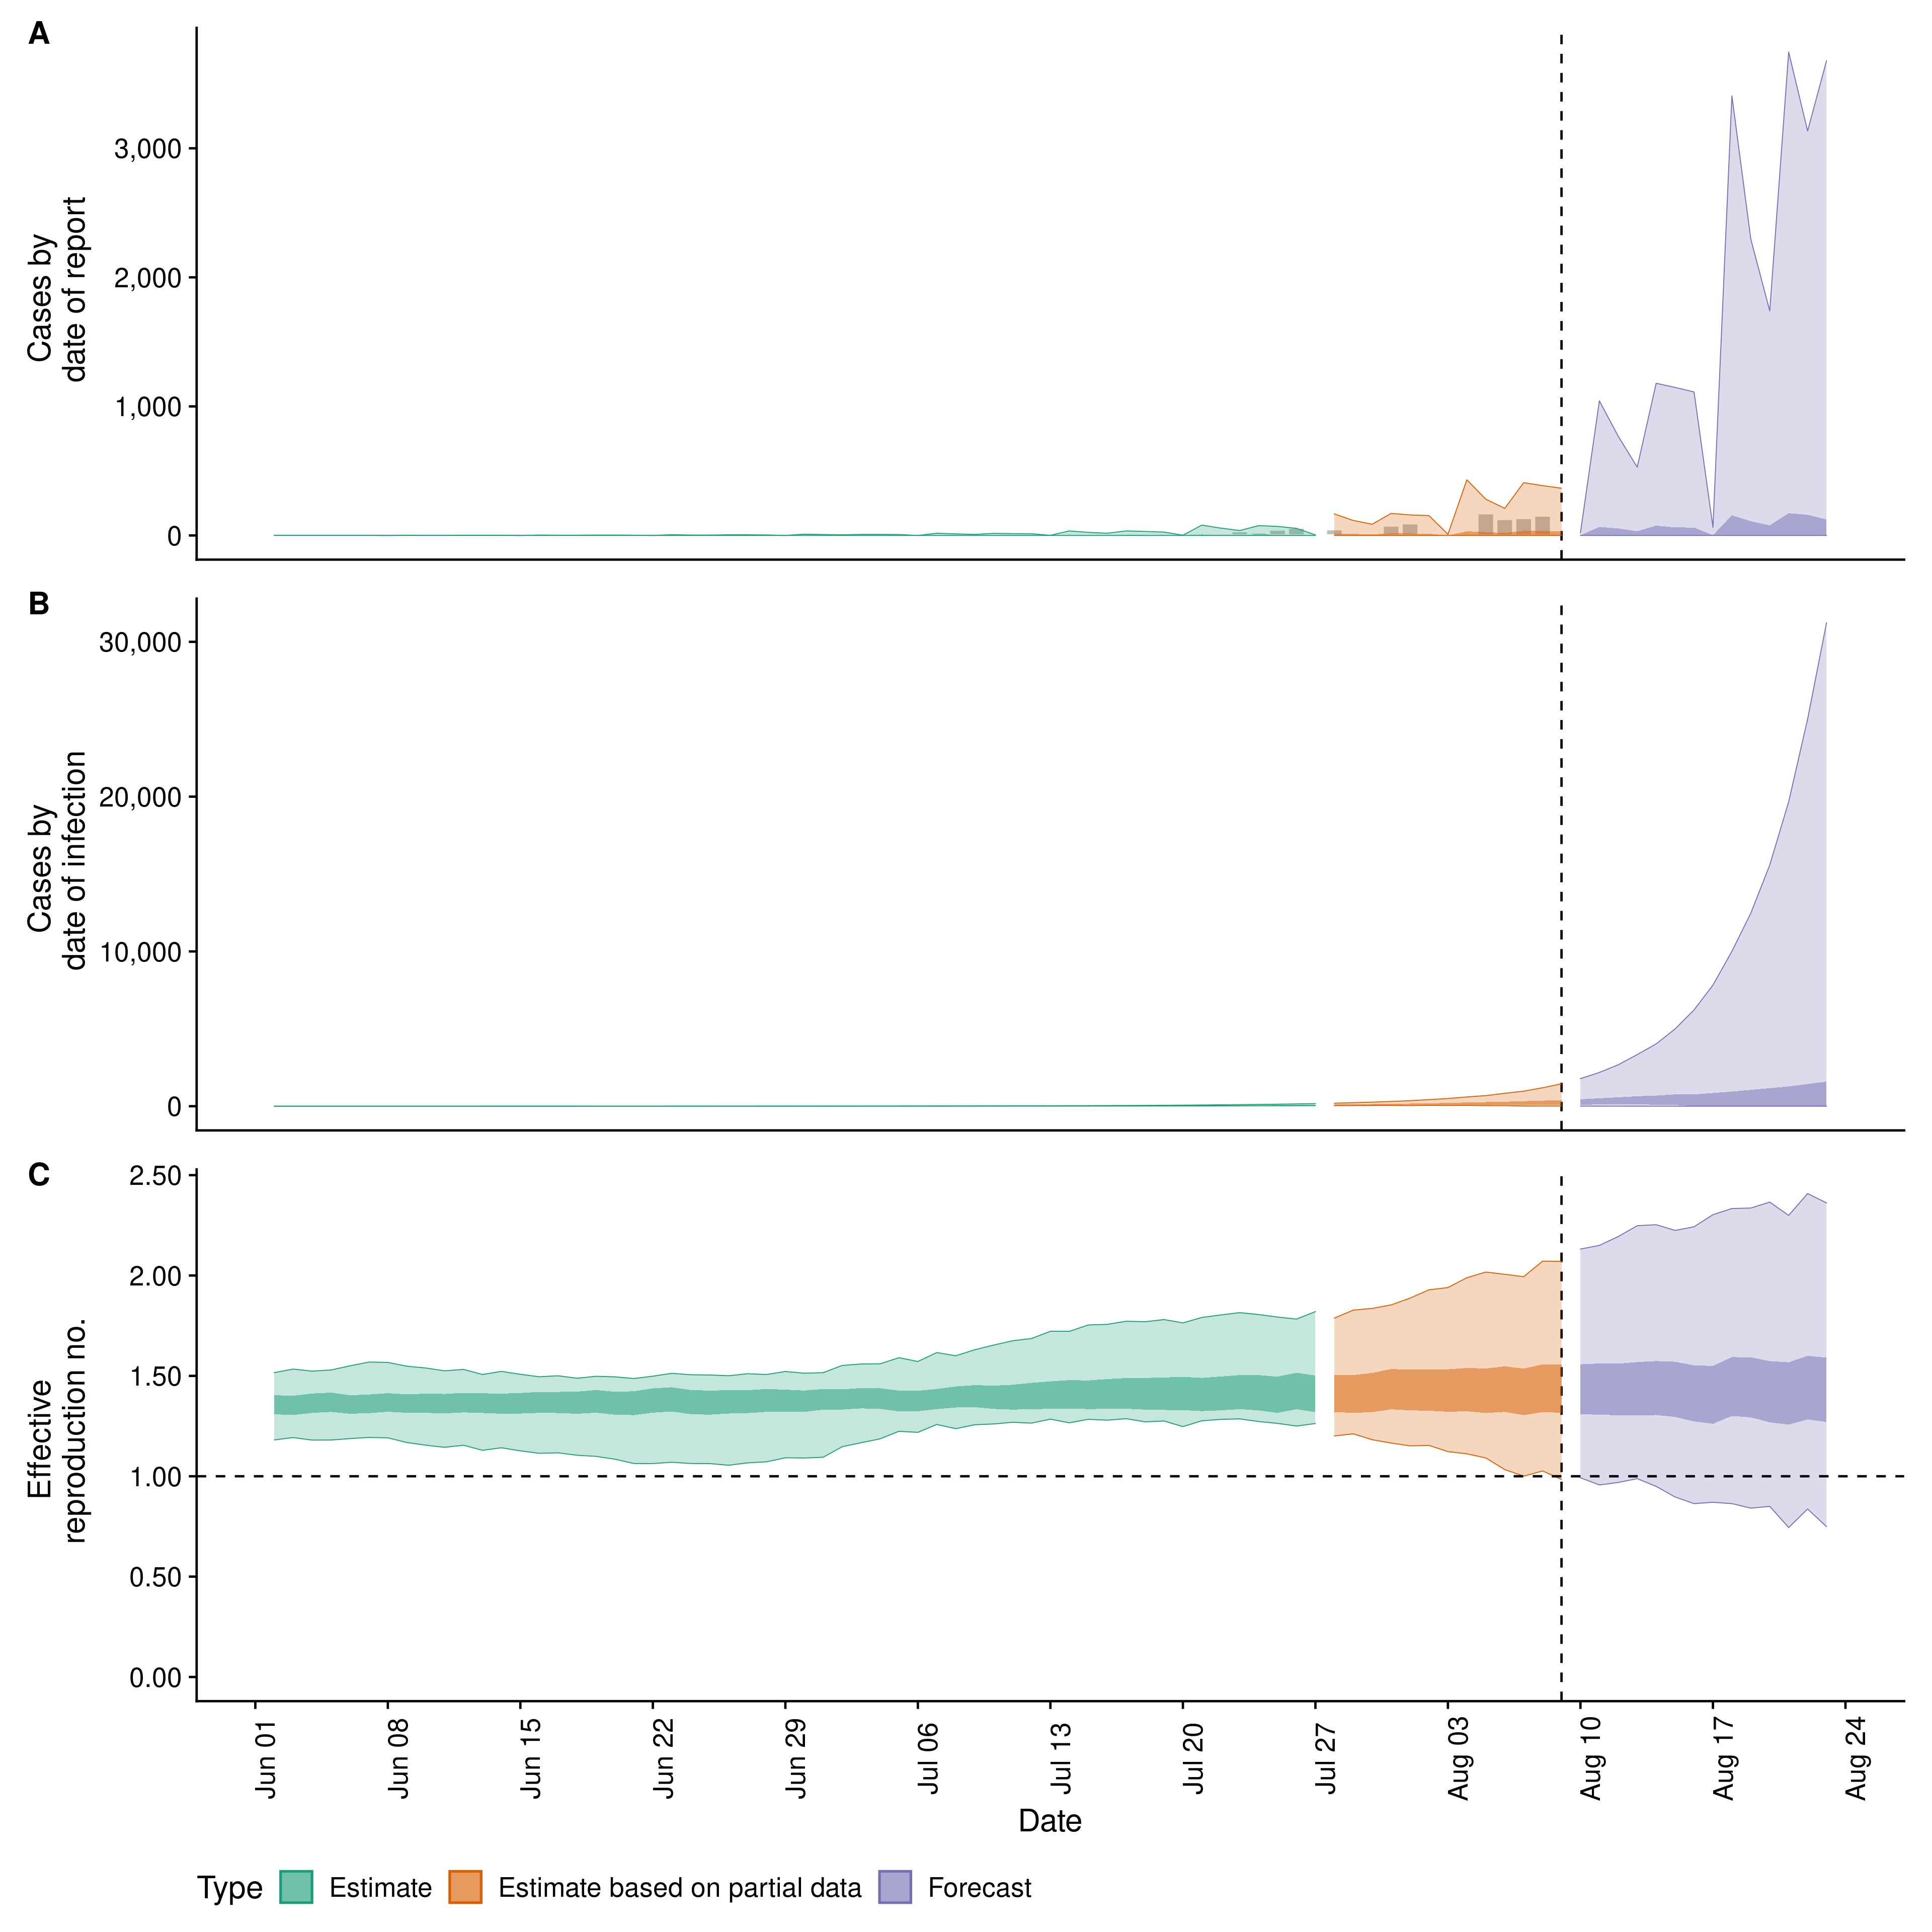 A
Cases by
date of report
3,000
2,000
1,000
0
B
Cases by
date of infection
30,000
20,000
10,000
0
C
Effective
reproduction no.
2.50
2.00
1.50
1.00
0.50
0.00
Jun 01
Jun 08
Jun 15
Jun 22
Jun 29
Jul 06
Jul 13
Jul 20
Jul 27
Aug 03
Aug 10
Aug 17
Aug 24
Date
Type Estimate Estimate based on partial data Forecast